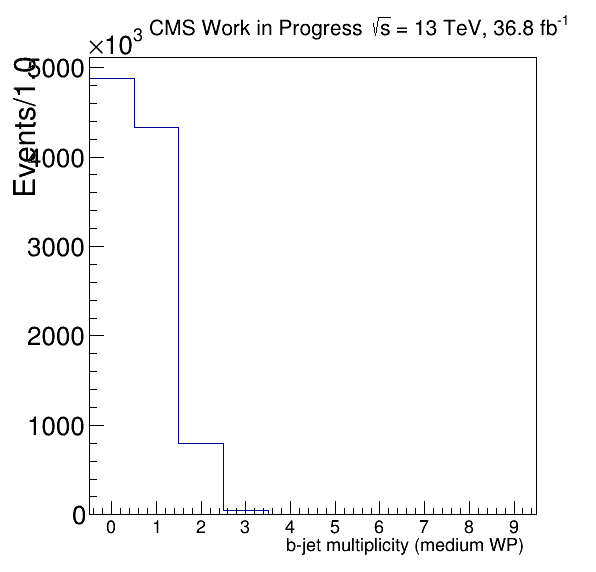 ×10³ CMS Work in Progress √s = 13 TeV, 36.8 fb⁻¹
Events/1.0
5000
4000
3000
2000
1000
0
0 1 2 3 4 5 6 7 8 9
b-jet multiplicity (medium WP)